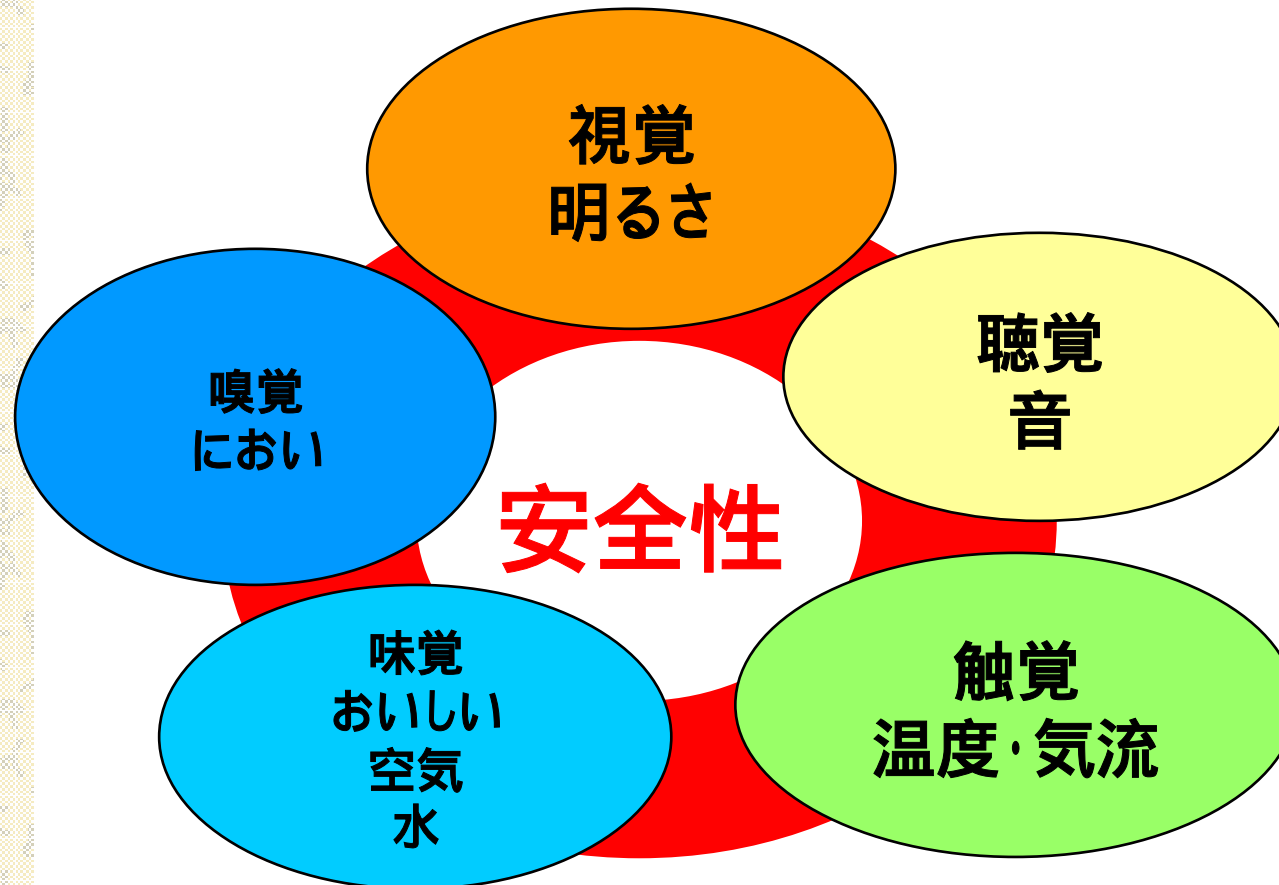 視覚
明るさ
聴覚
音
嗅覚
におい
安全性
味覚
おいしい
空気
水
触覚
温度・気流